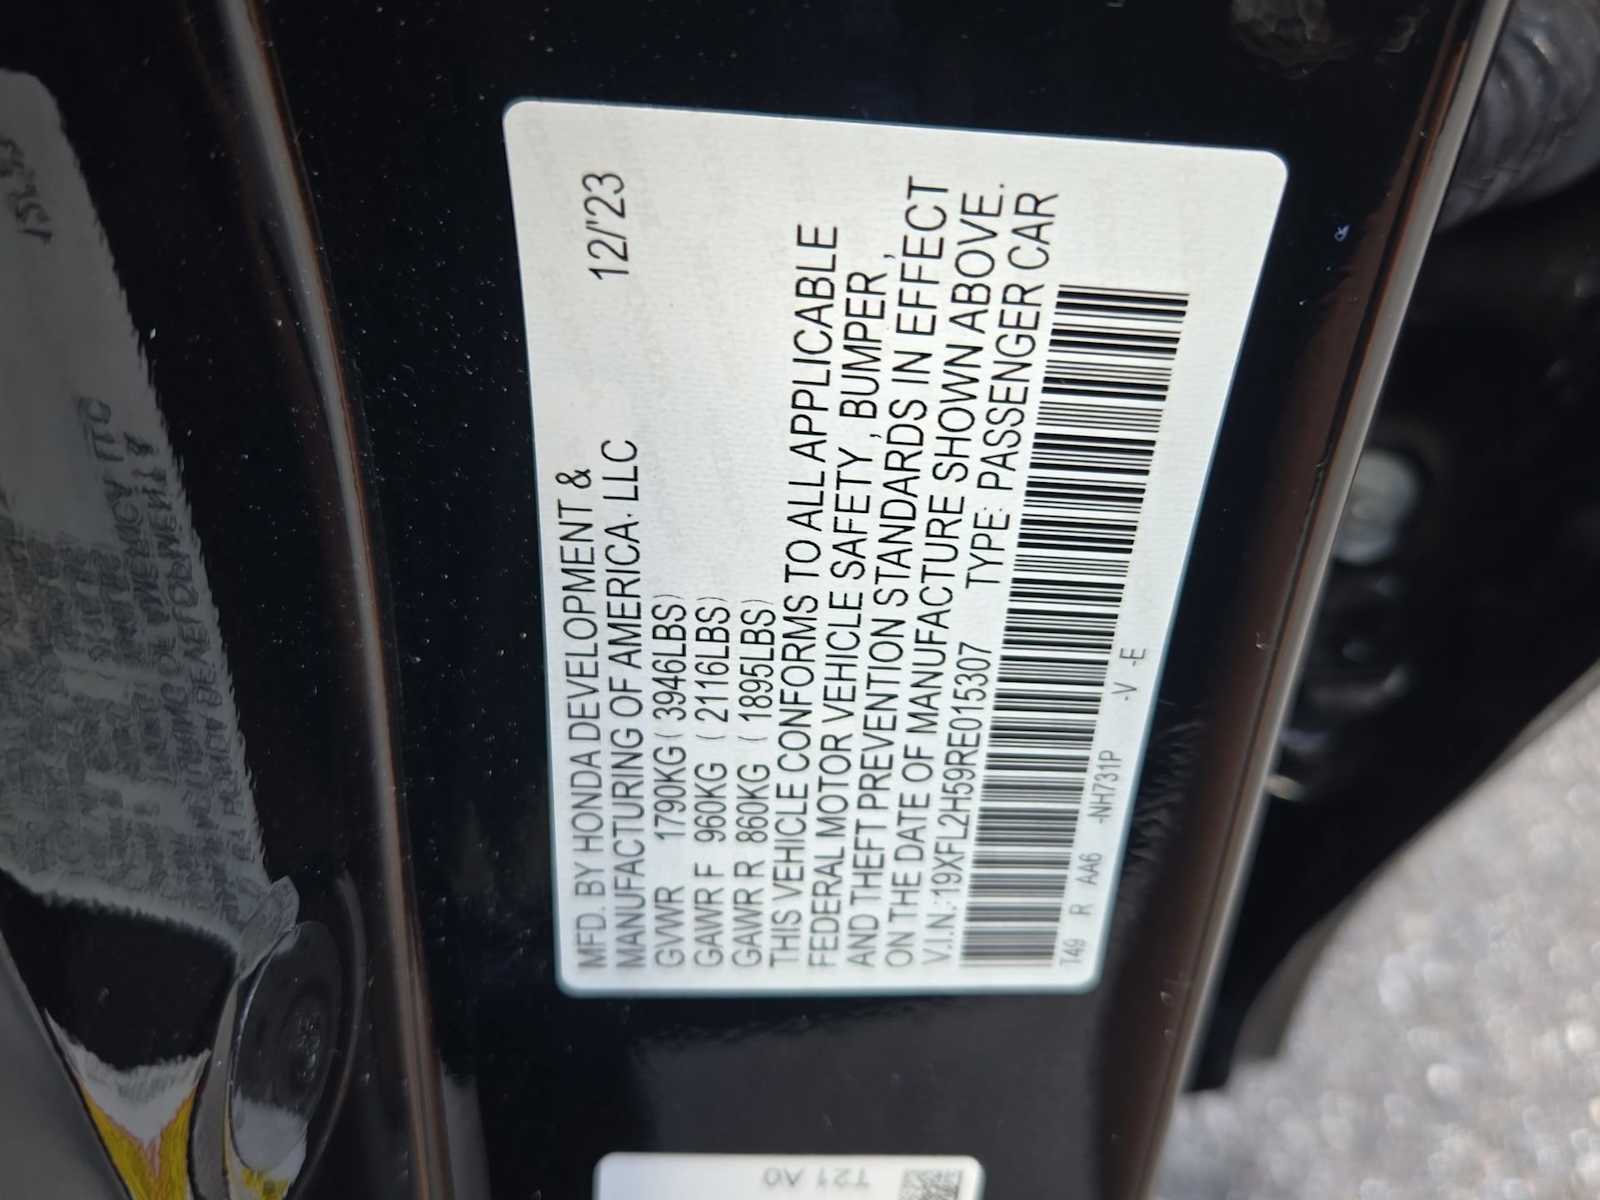 MFD. BY HONDA DEVELOPMENT &
MANUFACTURING OF AMERICA. LLC 12/'23
GVWR 1790KG ( 3946LBS)
GAWR F 960KG ( 2116LBS)
GAWR R 860KG ( 1895LBS)
THIS VEHICLE CONFORMS TO ALL APPLICABLE
FEDERAL MOTOR VEHICLE SAFETY , BUMPER ,
AND THEFT PREVENTION STANDARDS IN EFFECT
ON THE DATE OF MANUFACTURE SHOWN ABOVE.
V.I.N.: 19XFL2H59RE015307 TYPE: PASSENGER CAR
T49 R AA6 -NH731P -V -E
T21 A0